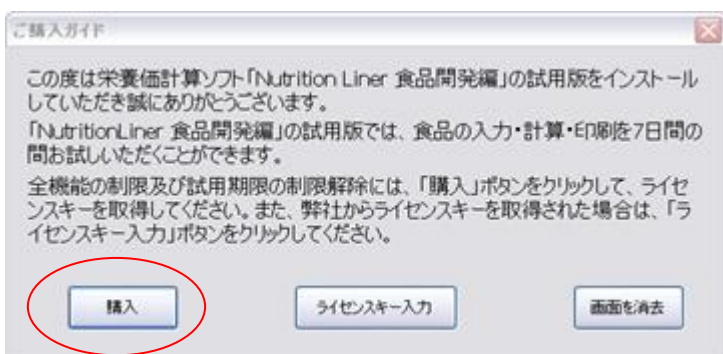 ご購入ガイド
この度は栄養価計算ソフト「Nutrition Liner 食品開発編」の試用版をインストール
していただき誠にありがとうございます。
「NutritionLiner 食品開発編」の試用版では、食品の入力・計算・印刷を7日間の
間お試しいただくことができます。
全機能の制限及び試用期限の制限解除には、「購入」ボタンをクリックして、ライセ
ンスキーを取得してください。また、弊社からライセンスキーを取得された場合は、「ラ
イセンスキー入力」ボタンをクリックしてください。
購入 ライセンスキー入力 画面を消去